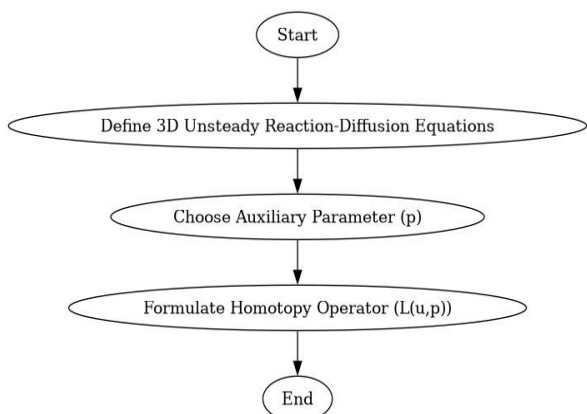 Start
Define 3D Unsteady Reaction-Diffusion Equations
Choose Auxiliary Parameter (p)
Formulate Homotopy Operator (L(u,p))
End